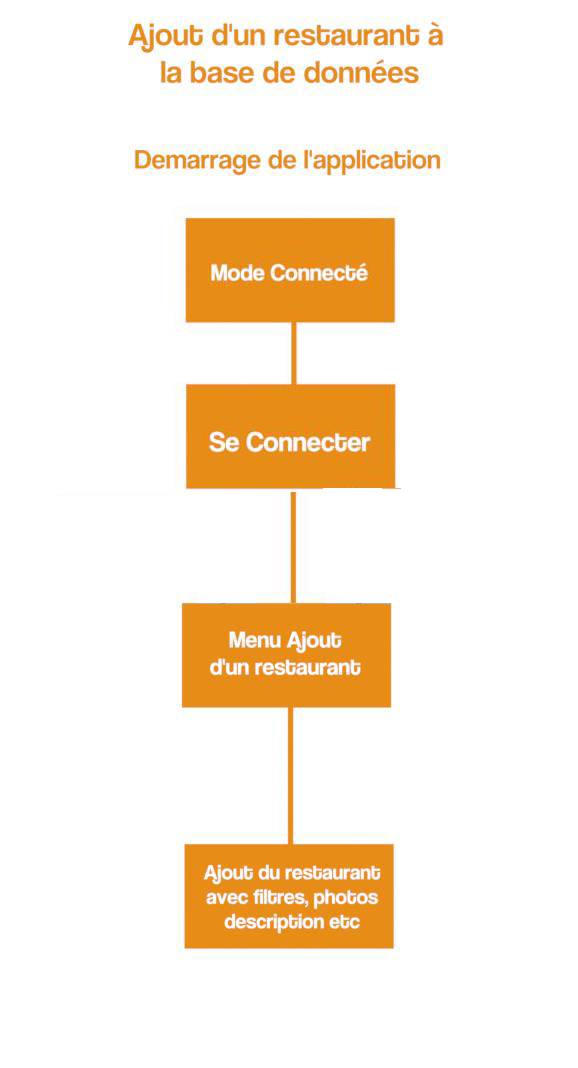 Ajout d'un restaurant à
la base de données
Demarrage de l'application
Mode Connecté
Se Connecter
Menu Ajout
d'un restaurant
Ajout du restaurant
avec filtres, photos
description etc